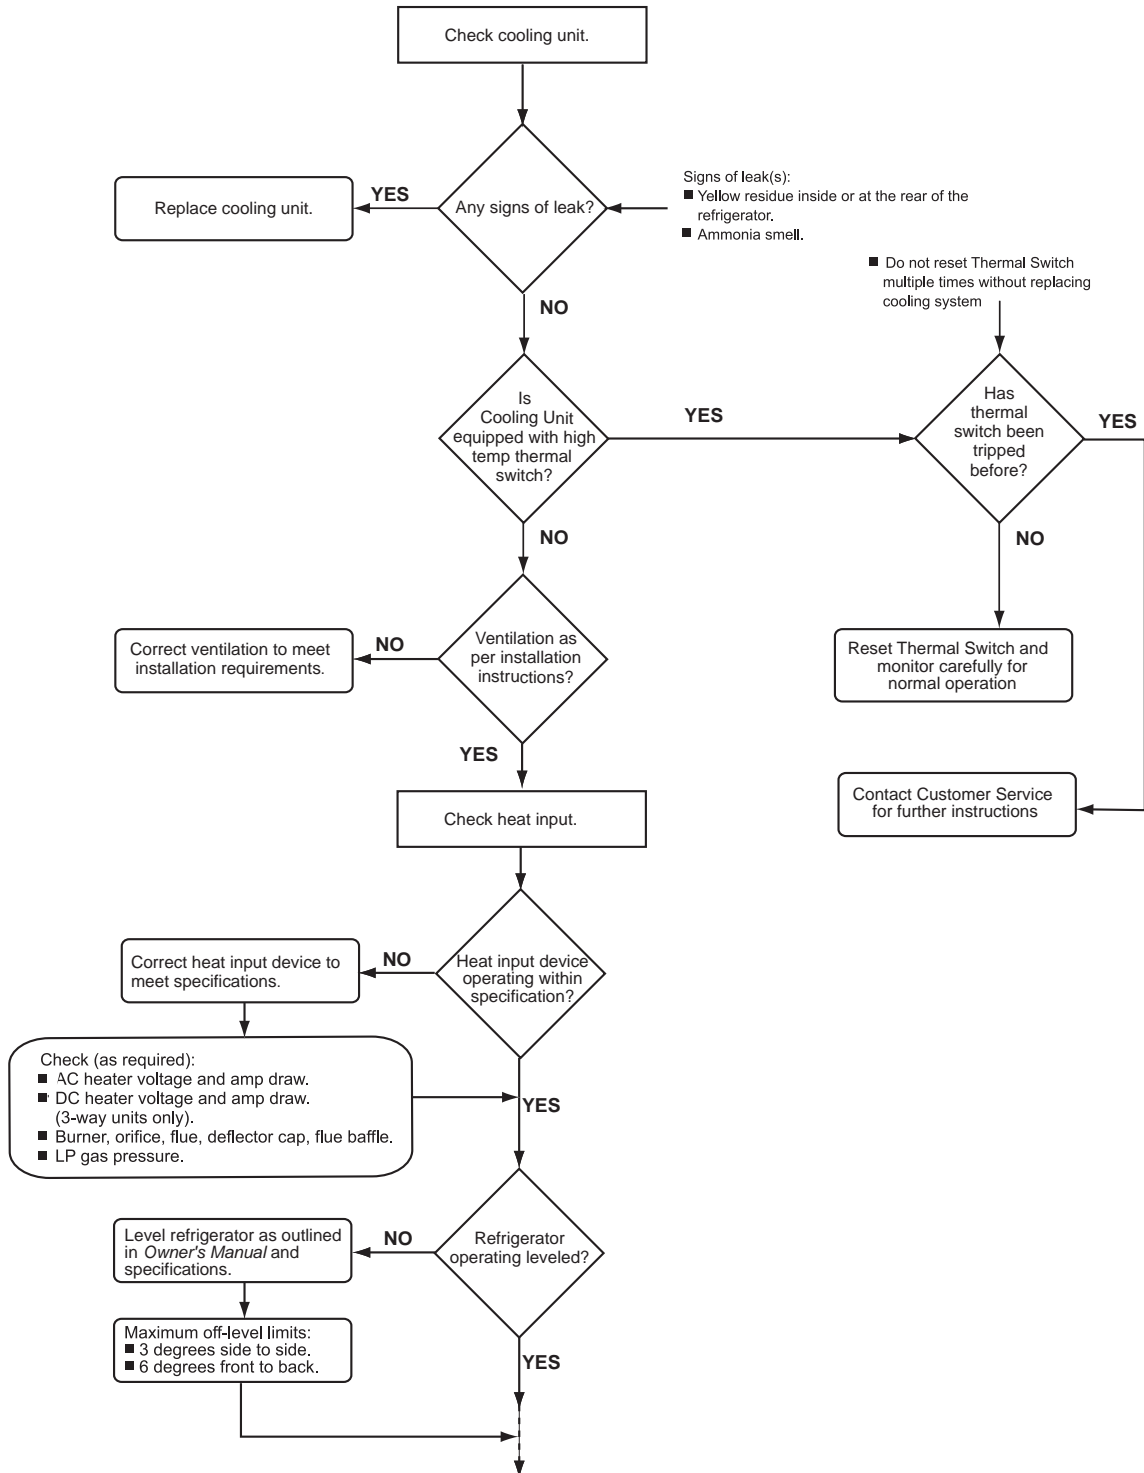 Check cooling unit.
YES
Replace cooling unit.
Any signs of leak?
Signs of leak(s):
■ Yellow residue inside or at the rear of the
refrigerator.
■ Ammonia smell.
■ Do not reset Thermal Switch
multiple times without replacing
cooling system
NO
Is
Cooling Unit
equipped with high
temp thermal
switch?
YES
Has
thermal
switch been
tripped
before?
YES
NO
NO
Correct ventilation to meet
installation requirements.
NO
Ventilation as
per installation
instructions?
Reset Thermal Switch and
monitor carefully for
normal operation
YES
Check heat input.
Contact Customer Service
for further instructions
Correct heat input device to
meet specifications.
NO
Heat input device
operating within
specification?
Check (as required):
■ AC heater voltage and amp draw.
■ DC heater voltage and amp draw.
(3-way units only).
■ Burner, orifice, flue, deflector cap, flue baffle.
■ LP gas pressure.
YES
Level refrigerator as outlined
in Owner's Manual and
specifications.
NO
Refrigerator
operating leveled?
Maximum off-level limits:
■ 3 degrees side to side.
■ 6 degrees front to back.
YES